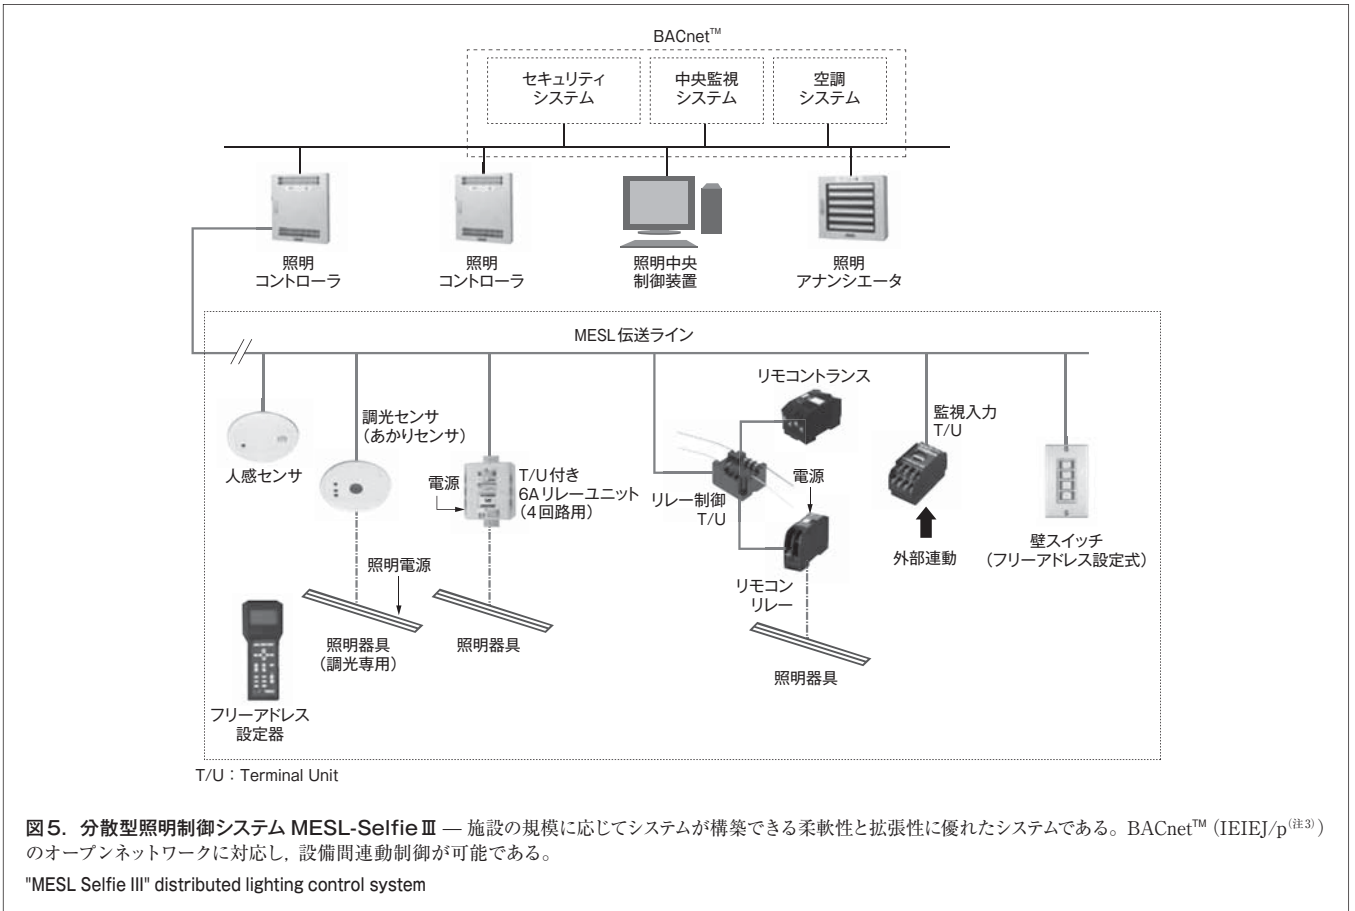 BACnet™
セキュリティ
システム
中央監視
システム
空調
システム
照明
コントローラ
照明
コントローラ
照明中央
制御装置
照明
アナンシエータ
MESL伝送ライン
人感センサ
調光センサ
(あかりセンサ)
照明電源
照明器具
(調光専用)
電源
T/U付き
6Aリレーユニット
(4回路用)
照明器具
リモコントランス
リレー制御
T/U
電源
リモコン
リレー
照明器具
監視入力
T/U
外部連動
壁スイッチ
(フリーアドレス設定式)
フリーアドレス
設定器
T/U：Terminal Unit
図5. 分散型照明制御システム MESL-SelfieⅢ — 施設の規模に応じてシステムが構築できる柔軟性と拡張性に優れたシステムである。BACnet™(IEIEJ/p(注3))
のオープンネットワークに対応し，設備間連動制御が可能である。
"MESL Selfie III" distributed lighting control system